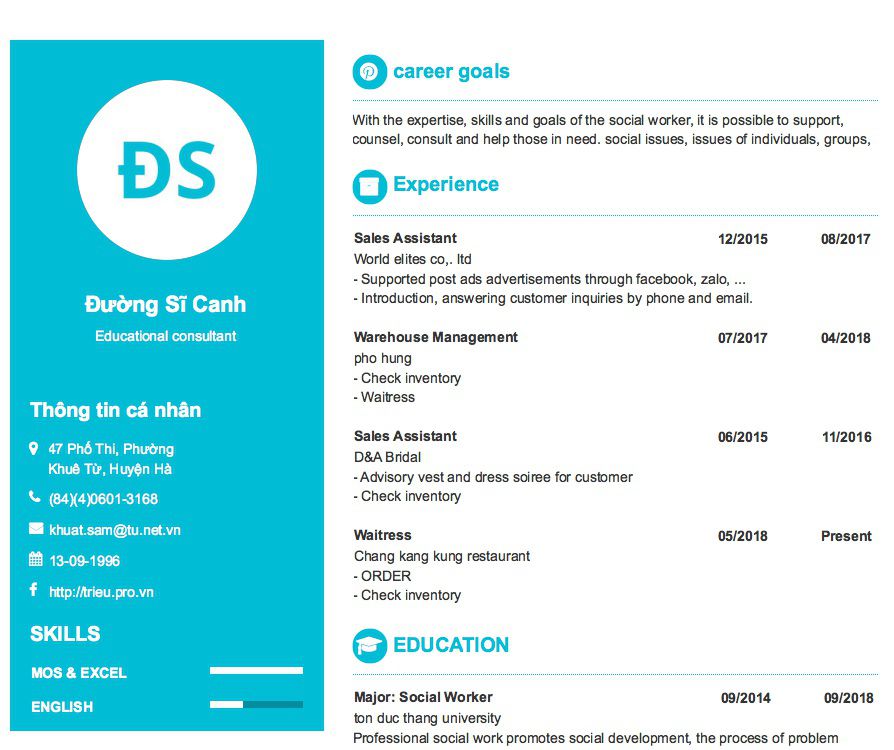 ĐS
Đường Sĩ Canh
Educational consultant
Thông tin cá nhân
47 Phố Thi, Phường
Khuê Từ, Huyện Hà
(84)(4)0601-3168
khuat.sam@tu.net.vn
13-09-1996
http://trieu.pro.vn
SKILLS
MOS & EXCEL
ENGLISH
career goals
With the expertise, skills and goals of the social worker, it is possible to support,
counsel, consult and help those in need. social issues, issues of individuals, groups,
Experience
Sales Assistant 12/2015 08/2017
World elites co,. ltd
- Supported post ads advertisements through facebook, zalo, ...
- Introduction, answering customer inquiries by phone and email.
Warehouse Management 07/2017 04/2018
pho hung
- Check inventory
- Waitress
Sales Assistant 06/2015 11/2016
D&A Bridal
- Advisory vest and dress soiree for customer
- Check inventory
Waitress 05/2018 Present
Chang kang kung restaurant
- ORDER
- Check inventory
EDUCATION
Major: Social Worker 09/2014 09/2018
ton duc thang university
Professional social work promotes social development, the process of problem